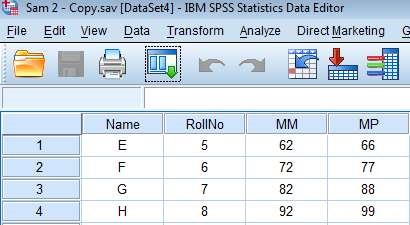 Sam 2 - Copy.sav [DataSet4] - IBM SPSS Statistics Data Editor
File Edit View Data Transform Analyze Direct Marketing
Name RollNo MM MP
1 E 5 62 66
2 F 6 72 77
3 G 7 82 88
4 H 8 92 99